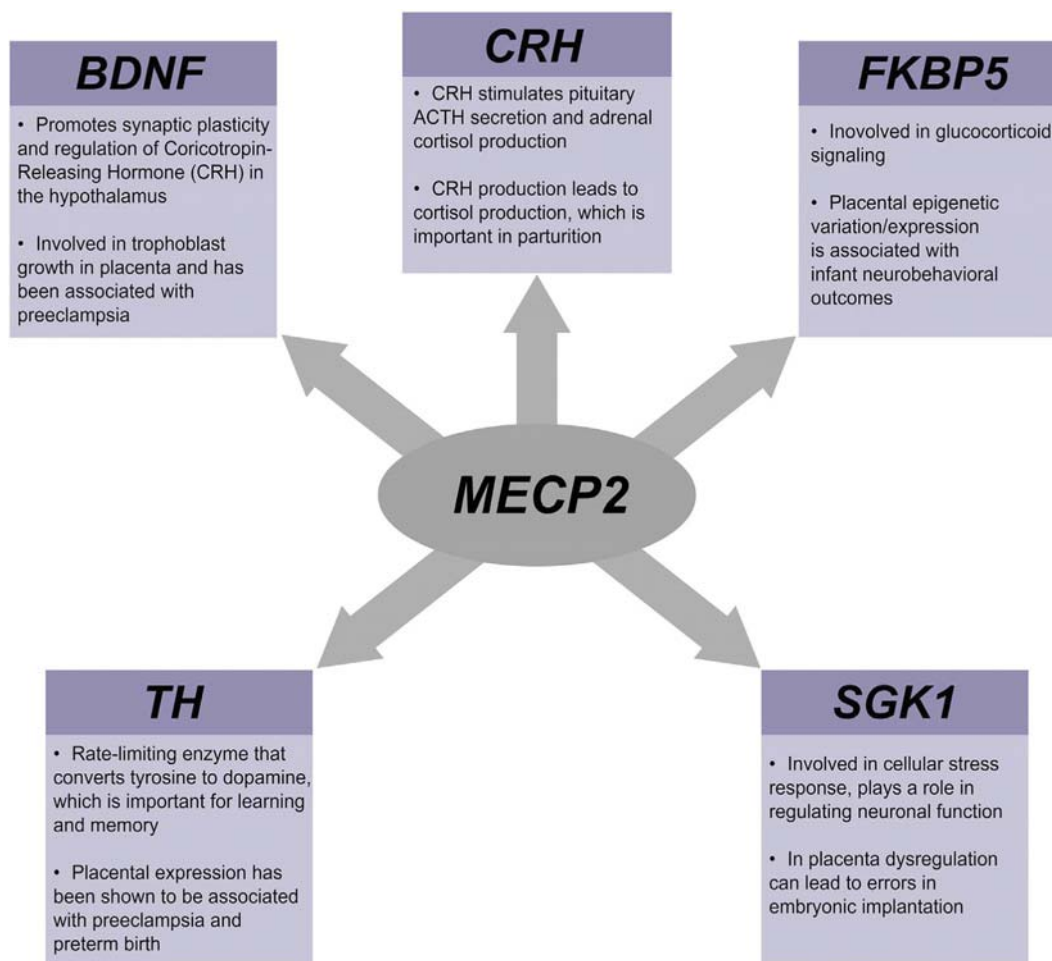 BDNF
• Promotes synaptic plasticity
and regulation of Coricotropin-
Releasing Hormone (CRH) in
the hypothalamus
• Involved in trophoblast
growth in placenta and has
been associated with
preeclampsia
CRH
• CRH stimulates pituitary
ACTH secretion and adrenal
cortisol production
• CRH production leads to
cortisol production, which is
important in parturition
FKBP5
• Inovolved in glucocorticoid
signaling
• Placental epigenetic
variation/expression
is associated with
infant neurobehavioral
outcomes
MECP2
TH
• Rate-limiting enzyme that
converts tyrosine to dopamine,
which is important for learning
and memory
• Placental expression has
been shown to be associated
with preeclampsia and
preterm birth
SGK1
• Involved in cellular stress
response, plays a role in
regulating neuronal function
• In placenta dysregulation
can lead to errors in
embryonic implantation